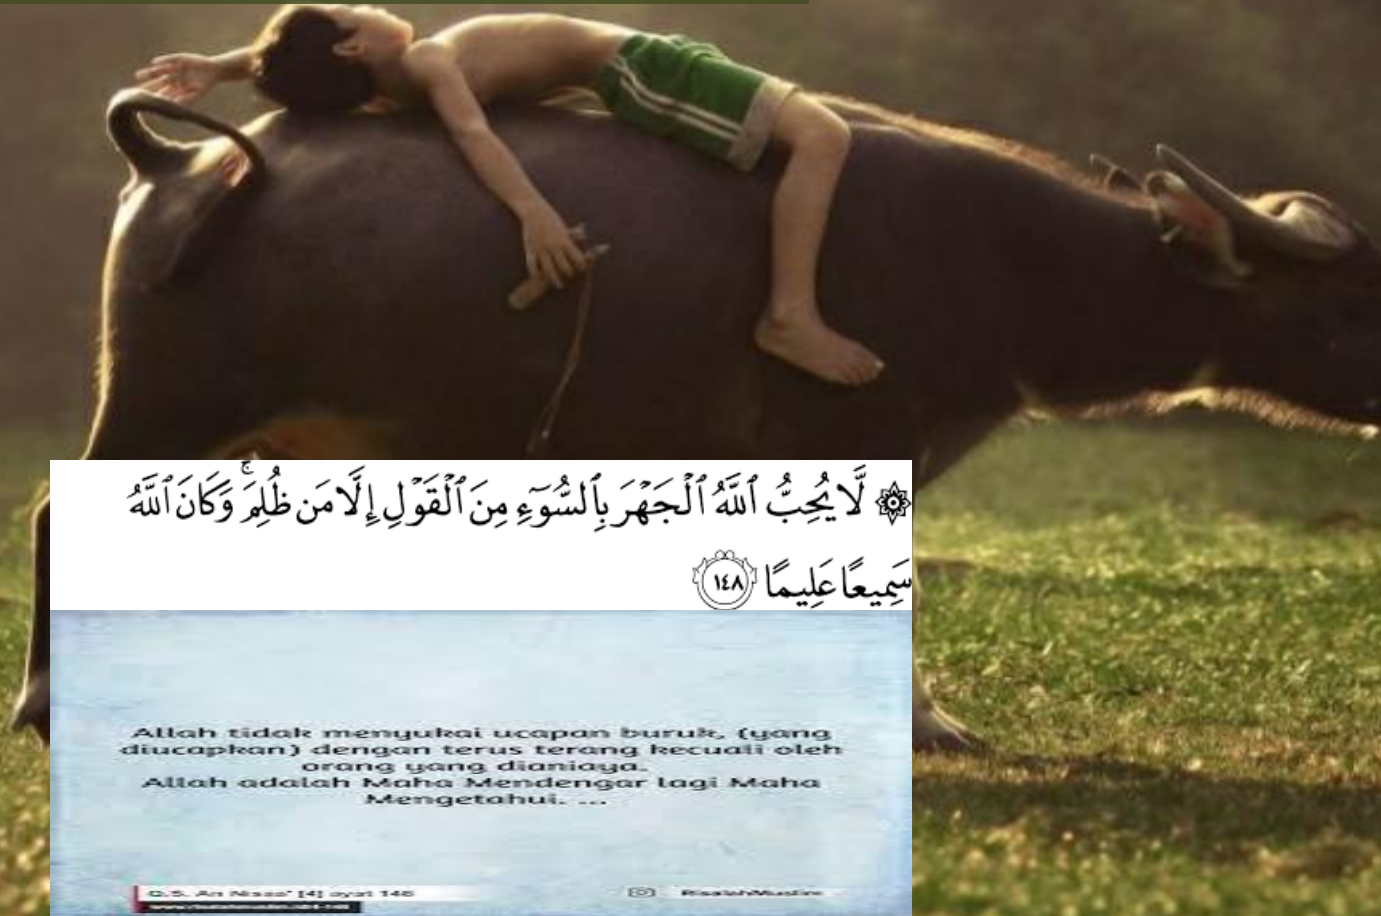 ۞ لَّا يُحِبُّ ٱللَّهُ ٱلْجَهْرَ بِٱلسُّوٓءِ مِنَ ٱلْقَوْلِ إِلَّا مَن ظُلِمَ ۚ وَكَانَ ٱللَّهُ
سَمِيعًا عَلِيمًا ١٤٨
Allah tidak menyukai ucapan buruk, (yang
diucapkan) dengan terus terang kecuali oleh
orang yang dianiaya.
Allah adalah Maha Mendengar lagi Maha
Mengetahui. ...
Q.S. An Nisaa' [4] ayat 148
RisalahMuslim